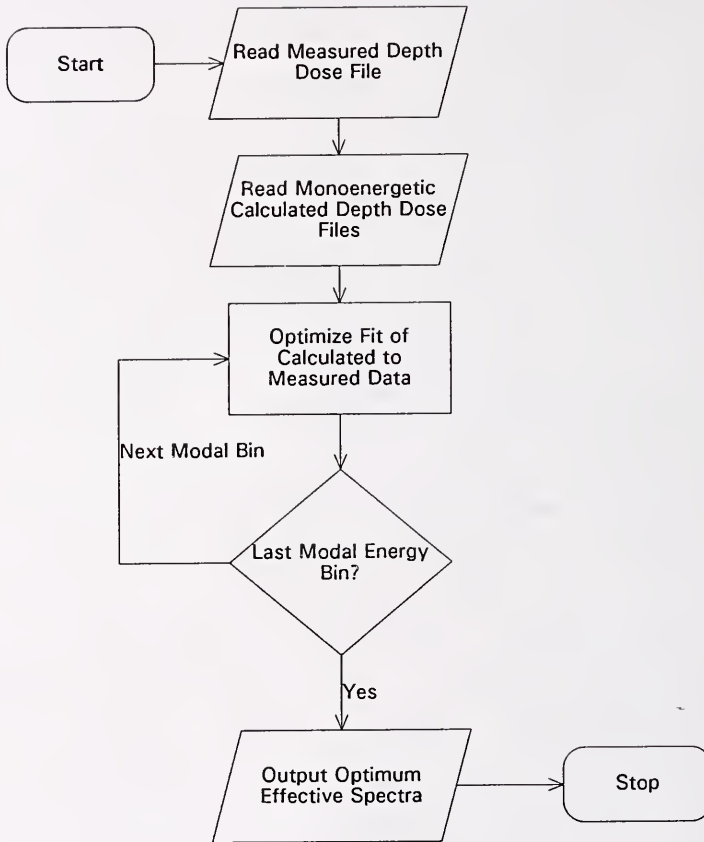 Start
Read Measured Depth
Dose File
Read Monoenergetic
Calculated Depth Dose
Files
Optimize Fit of
Calculated to
Measured Data
Next Modal Bin
Last Modal Energy
Bin?
Yes
Output Optimum
Effective Spectra
Stop